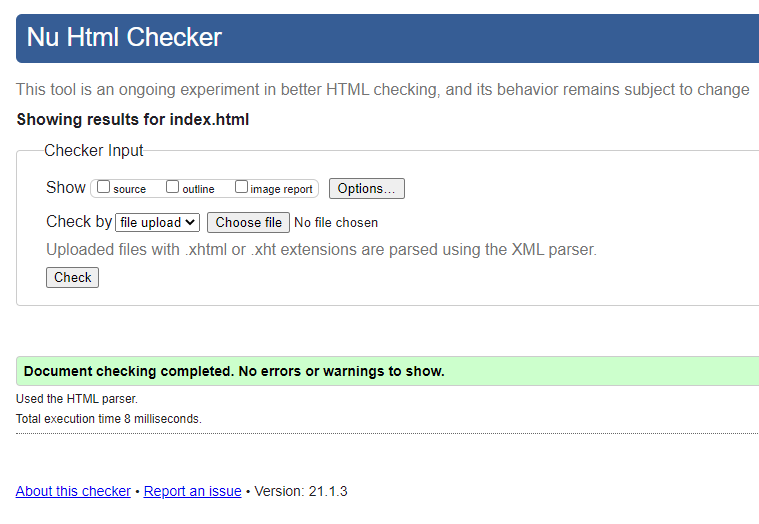 Nu Html Checker
This tool is an ongoing experiment in better HTML checking, and its behavior remains subject to change
Showing results for index.html
Checker Input
Show source outline image report Options...
Check by file upload Choose file No file chosen
Uploaded files with .xhtml or .xht extensions are parsed using the XML parser.
Check
Document checking completed. No errors or warnings to show.
Used the HTML parser.
Total execution time 8 milliseconds.
About this checker • Report an issue • Version: 21.1.3